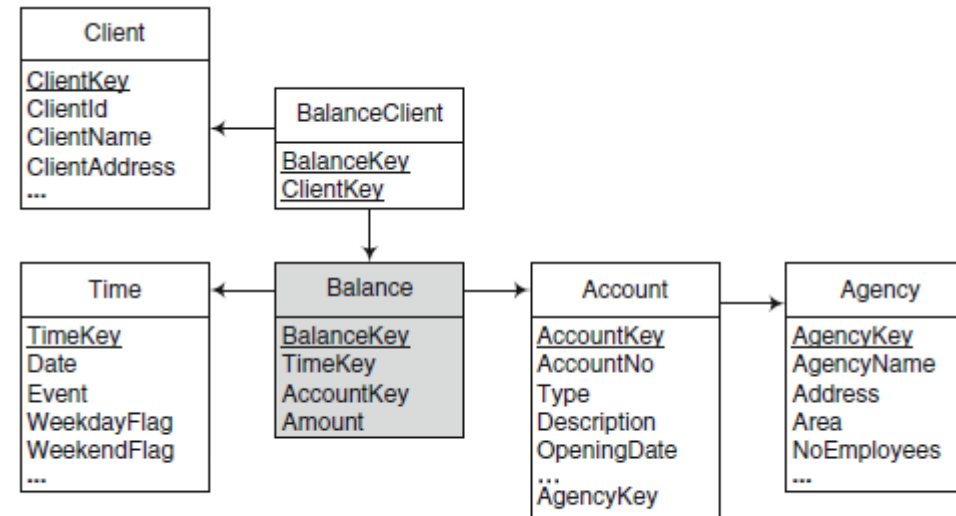 Client
ClientKey
ClientId
ClientName
ClientAddress
...
BalanceClient
BalanceKey
ClientKey
Time
TimeKey
Date
Event
WeekdayFlag
WeekendFlag
...
Balance
BalanceKey
TimeKey
AccountKey
Amount
Account
AccountKey
AccountNo
Type
Description
OpeningDate
...
AgencyKey
Agency
AgencyKey
AgencyName
Address
Area
NoEmployees
...